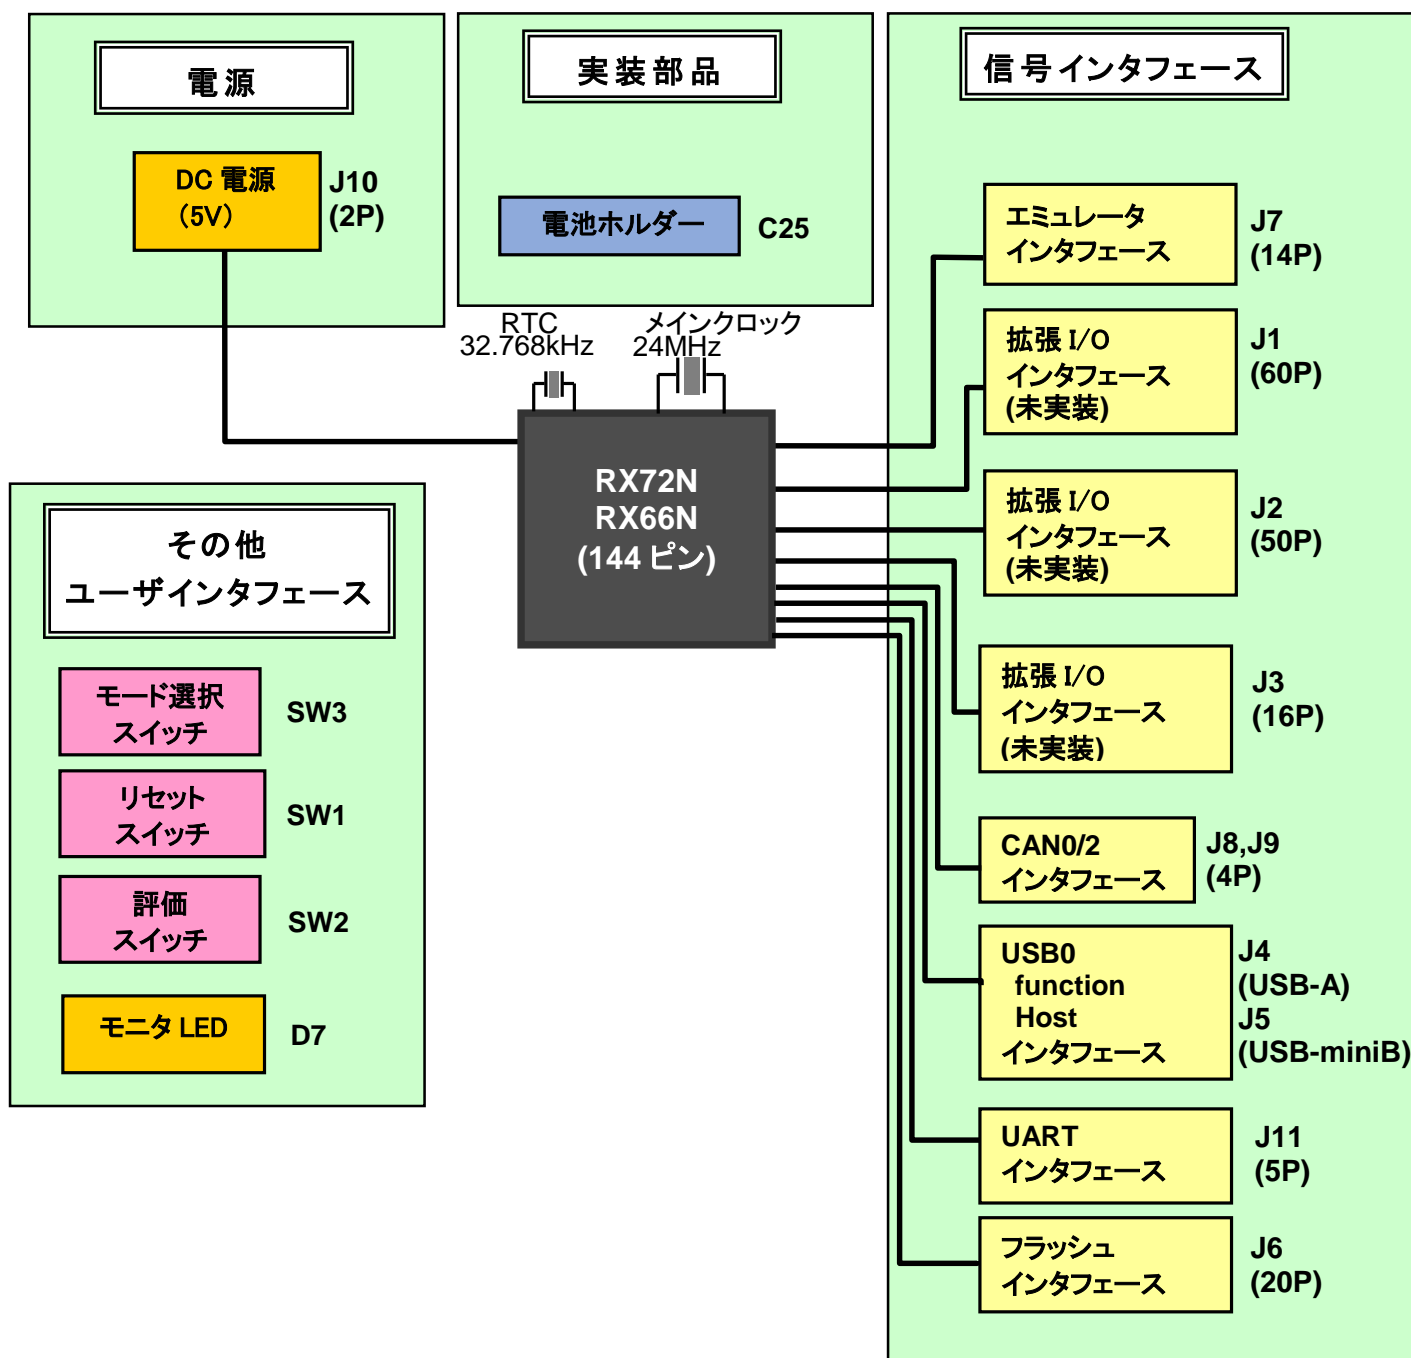 電源
DC 電源
（5V）
J10
(2P)
実装部品
電池ホルダー
C25
RTC
32.768kHz
メインクロック
24MHz
RX72N
RX66N
(144 ピン)
その他
ユーザインタフェース
モード選択
スイッチ
SW3
リセット
スイッチ
SW1
評価
スイッチ
SW2
モニタ LED
D7
信号インタフェース
エミュレータ
インタフェース
J7
(14P)
拡張 I/O
インタフェース
(未実装)
J1
(60P)
拡張 I/O
インタフェース
(未実装)
J2
(50P)
拡張 I/O
インタフェース
(未実装)
J3
(16P)
CAN0/2
インタフェース
J8,J9
(4P)
USB0
function
Host
インタフェース
J4
(USB-A)
J5
(USB-miniB)
UART
インタフェース
J11
(5P)
フラッシュ
インタフェース
J6
(20P)